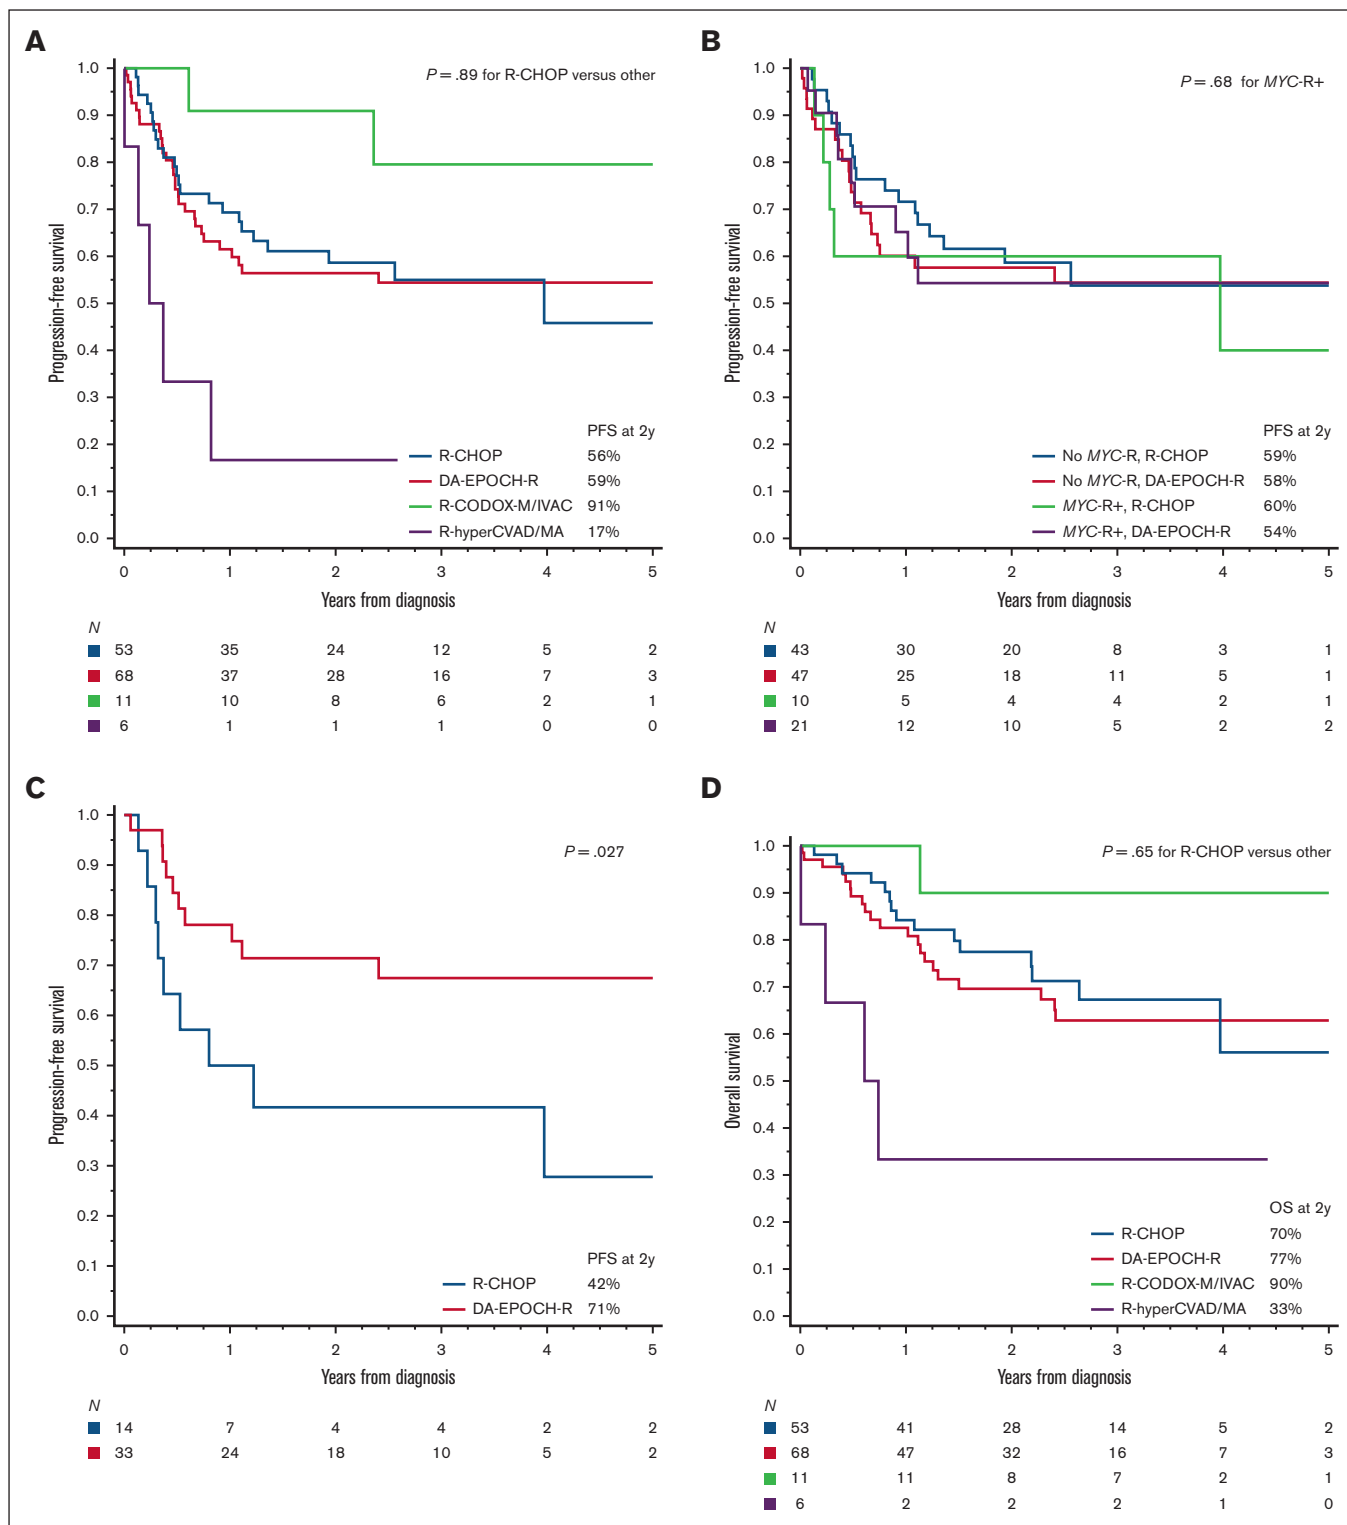 A
P = .89 for R-CHOP versus other
1.0
0.9
0.8
0.7
0.6
0.5
0.4
0.3
0.2
0.1
0.0
Progression-free survival
PFS at 2y
R-CHOP 56%
DA-EPOCH-R 59%
R-CODOX-M/IVAC 91%
R-hyperCVAD/MA 17%
0 1 2 3 4 5
Years from diagnosis
N
53 35 24 12 5 2
68 37 28 16 7 3
11 10 8 6 2 1
6 1 1 1 0 0
B
P = .68 for MYC-R+
1.0
0.9
0.8
0.7
0.6
0.5
0.4
0.3
0.2
0.1
0.0
Progression-free survival
PFS at 2y
No MYC-R, R-CHOP 59%
No MYC-R, DA-EPOCH-R 58%
MYC-R+, R-CHOP 60%
MYC-R+, DA-EPOCH-R 54%
0 1 2 3 4 5
Years from diagnosis
N
43 30 20 8 3 1
47 25 18 11 5 1
10 5 4 4 2 1
21 12 10 5 2 2
C
P = .027
1.0
0.9
0.8
0.7
0.6
0.5
0.4
0.3
0.2
0.1
0.0
Progression-free survival
PFS at 2y
R-CHOP 42%
DA-EPOCH-R 71%
0 1 2 3 4 5
Years from diagnosis
N
14 7 4 4 2 2
33 24 18 10 5 2
D
P = .65 for R-CHOP versus other
1.0
0.9
0.8
0.7
0.6
0.5
0.4
0.3
0.2
0.1
0.0
Overall survival
OS at 2y
R-CHOP 70%
DA-EPOCH-R 77%
R-CODOX-M/IVAC 90%
R-hyperCVAD/MA 33%
0 1 2 3 4 5
Years from diagnosis
N
53 41 28 14 5 2
68 47 32 16 7 3
11 11 8 7 2 1
6 2 2 2 1 0